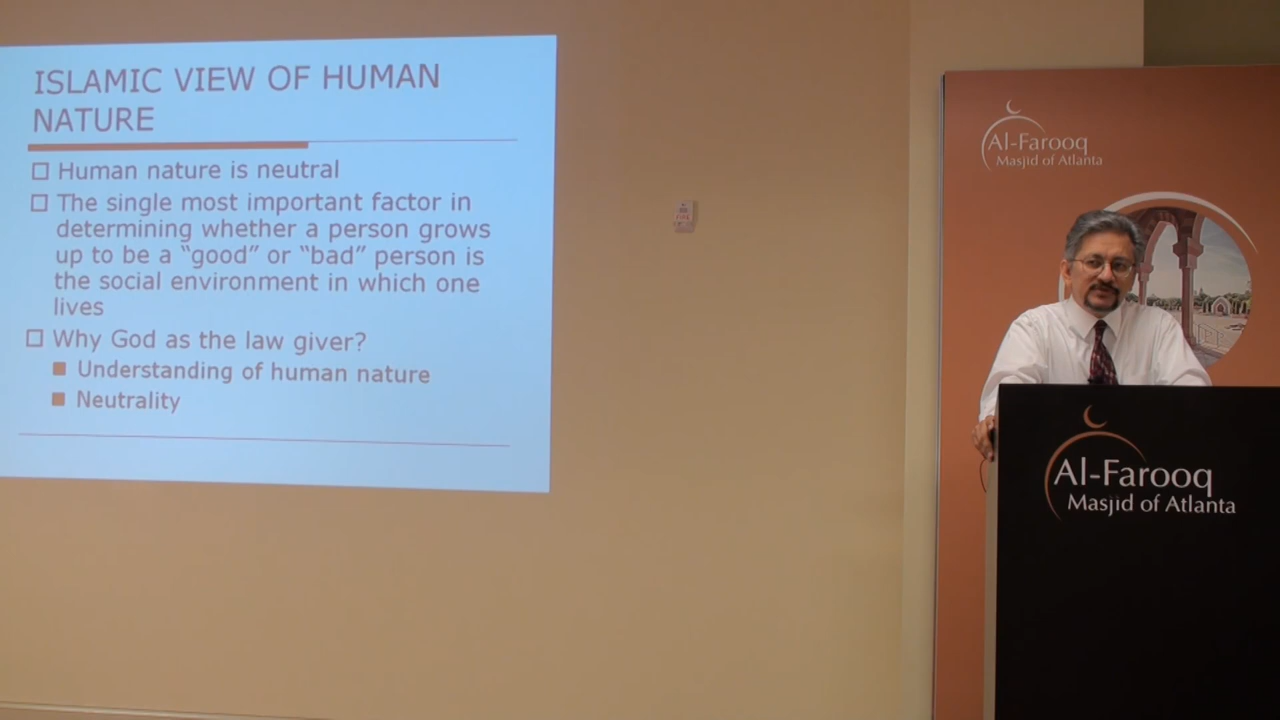 ISLAMIC VIEW OF HUMAN
NATURE
Human nature is neutral
The single most important factor in
determining whether a person grows
up to be a “good” or “bad” person is
the social environment in which one
lives
Why God as the law giver?
Understanding of human nature
Neutrality
FIRE
Al-Farooq
Masjid of Atlanta
Al-Farooq
Masjid of Atlanta